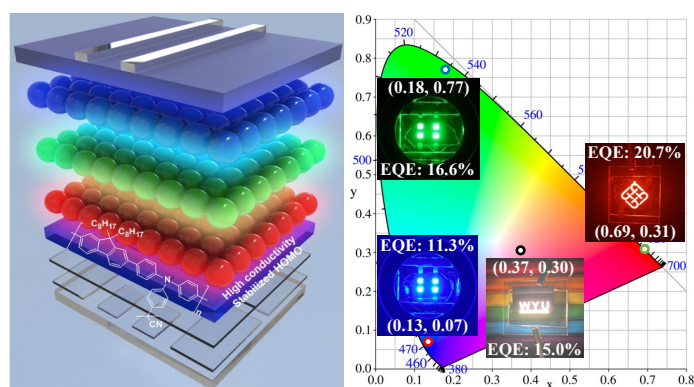 C8H17
C8H17
N
n
CN
High conductivity
Stabilized HOMO
0.9
0.8
0.7
0.6
0.5
0.4
0.3
0.2
0.1
0.0
y
0.0
0.1
0.2
0.3
0.4
0.5
0.6
0.7
0.8
x
520
540
560
500
700
470
460
380
(0.18, 0.77)
EQE: 16.6%
EQE: 20.7%
(0.69, 0.31)
EQE: 11.3%
(0.13, 0.07)
(0.37, 0.30)
WYU
EQE: 15.0%